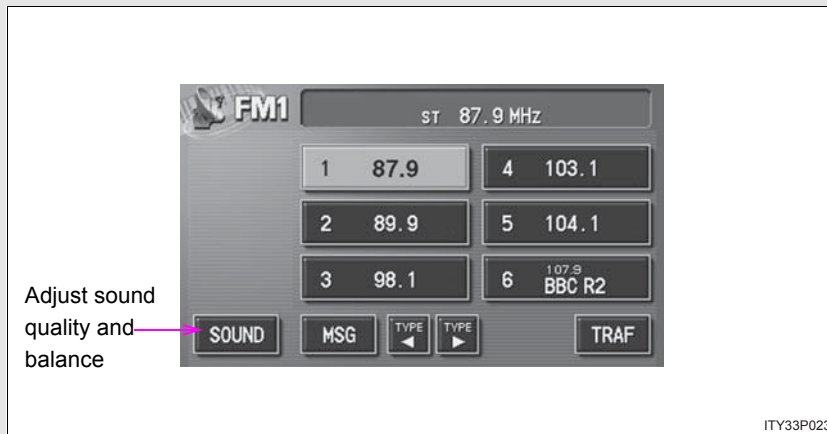 FM1
ST 87.9 MHz
1 87.9
4 103.1
2 89.9
5 104.1
3 98.1
6 107.9 BBC R2
Adjust sound
quality and
balance
SOUND
MSG
TYPE
TYPE
TRAF
ITY33P023